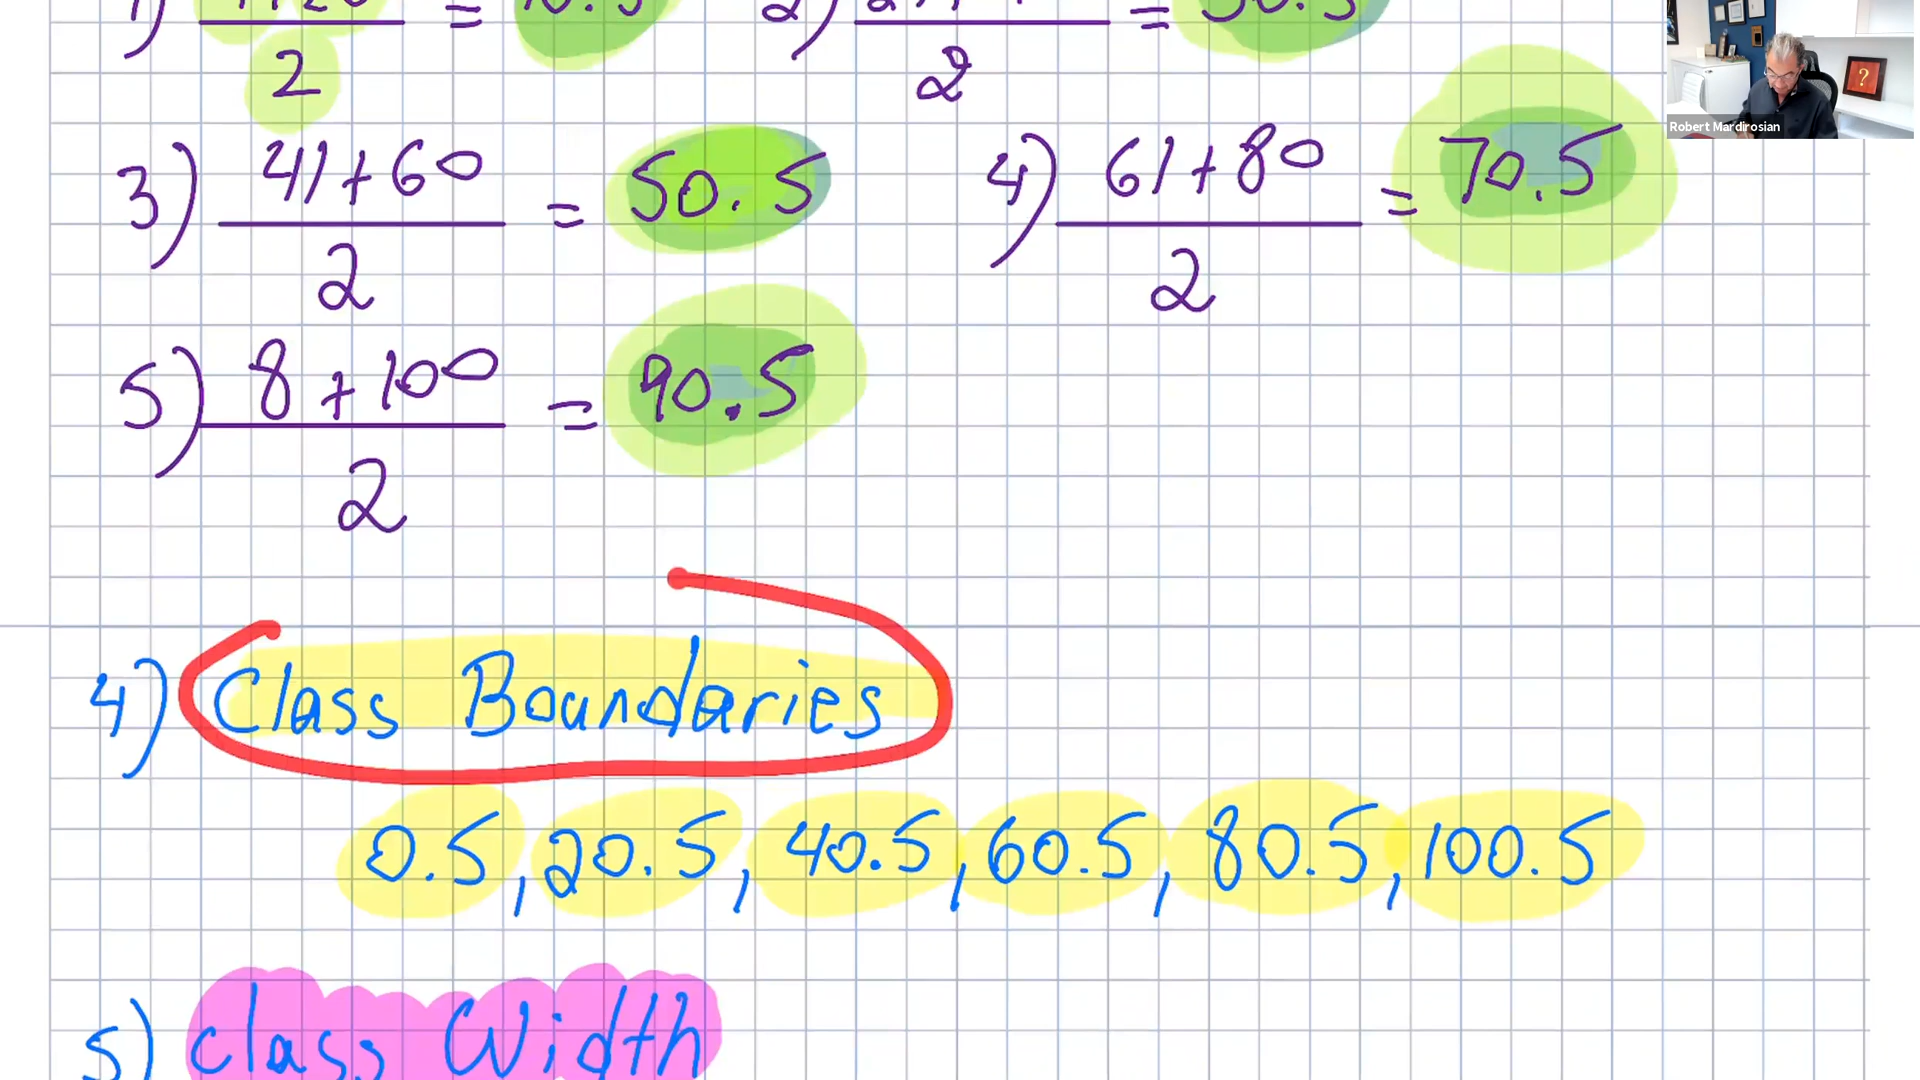 2
2
Robert Mardirosian
?
3) 41+60 = 50.5 4) 61+80 = 70.5
2 2
5) 8+100 = 90.5
2
4) Class Boundaries
0.5, 20.5, 40.5, 60.5, 80.5, 100.5
5) Class Width